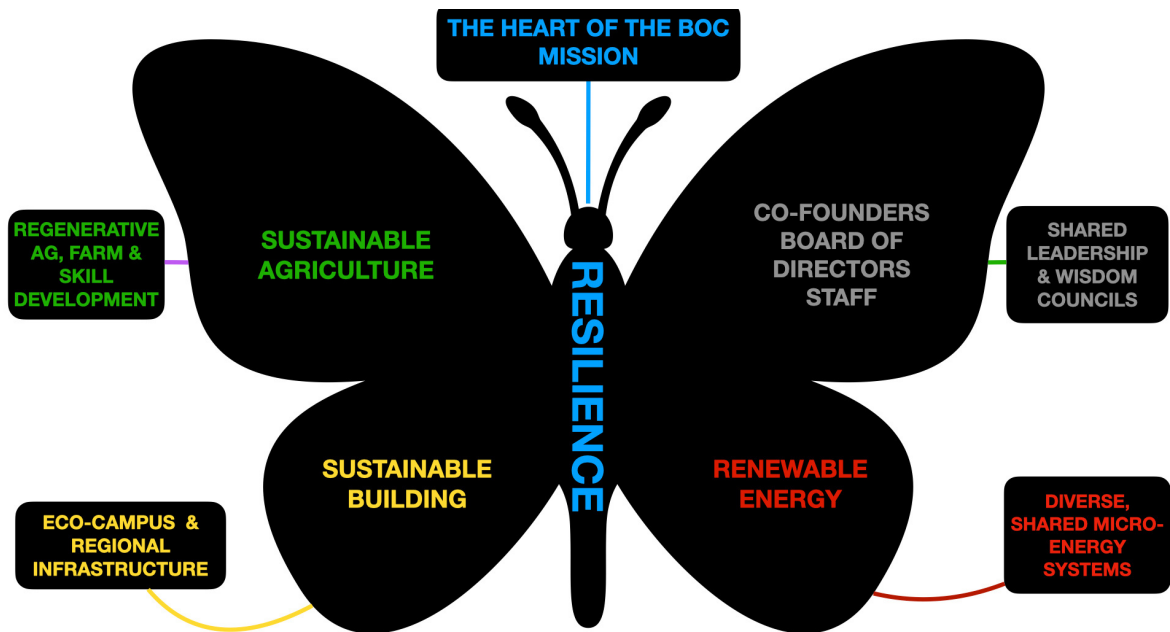 THE HEART OF THE BOC
MISSION
REGENERATIVE
AG, FARM &
SKILL
DEVELOPMENT
SUSTAINABLE
AGRICULTURE
RESILIENCE
CO-FOUNDERS
BOARD OF
DIRECTORS
STAFF
SHARED
LEADERSHIP
& WISDOM
COUNCILS
ECO-CAMPUS &
REGIONAL
INFRASTRUCTURE
SUSTAINABLE
BUILDING
RENEWABLE
ENERGY
DIVERSE,
SHARED MICRO-
ENERGY
SYSTEMS